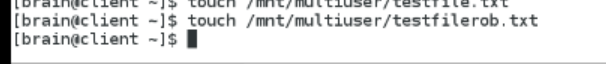 [brain@client ~]$ touch /mnt/multiuser/testfile.txt
[brain@client ~]$ touch /mnt/multiuser/testfilerob.txt
[brain@client ~]$